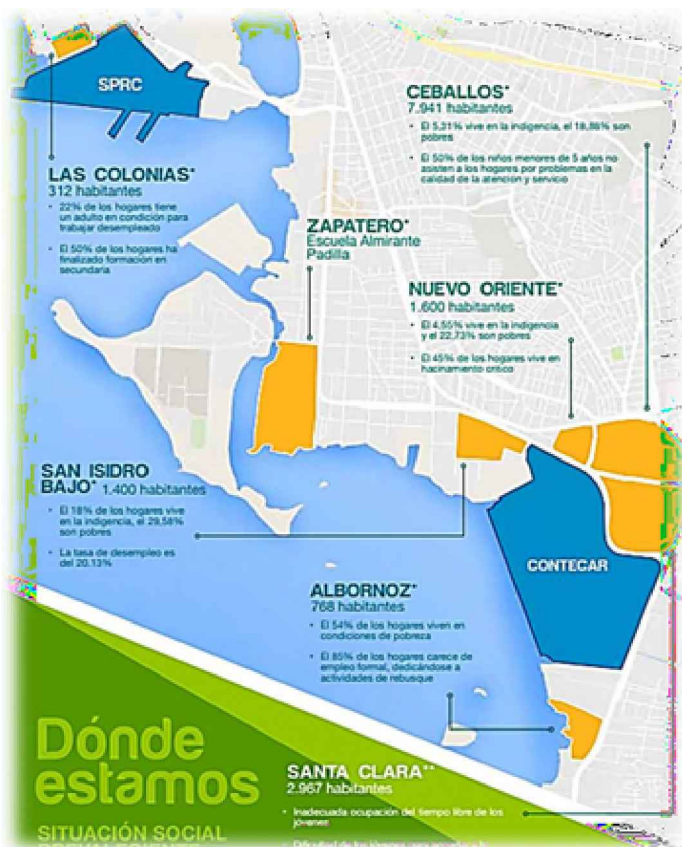 SPRC
LAS COLONIAS*
312 habitantes
• 22% de los hogares tiene
un adulto en condición para
trabajar desempleado
• El 50% de los hogares ha
finalizado formación en
secundaria
CEBALLOS*
7.941 habitantes
• El 5,31% vive en la indigencia, el 18,86% son
pobres
• El 50% de los niños menores de 5 años no
asisten a los hogares por problemas en la
calidad de la atención y servicio
ZAPATERO*
Escuela Almirante
Padilla
NUEVO ORIENTE*
1.600 habitantes
• El 4,55% vive en la indigencia
y el 22,73% son pobres
• El 45% de los hogares vive en
hacinamiento crítico
SAN ISIDRO
BAJO* 1.400 habitantes
• El 18% de los hogares vive
en la indigencia, el 29,58%
son pobres
• La tasa de desempleo es
del 20.13%
CONTECAR
ALBORNOZ*
768 habitantes
• El 54% de los hogares viven en
condiciones de pobreza
• El 85% de los hogares carece de
empleo formal, dedicándose a
actividades de rebusque
Dónde
estamos
SITUACIÓN SOCIAL
SANTA CLARA**
2.967 habitantes
• Inadecuada ocupación del tiempo libre de los
jóvenes